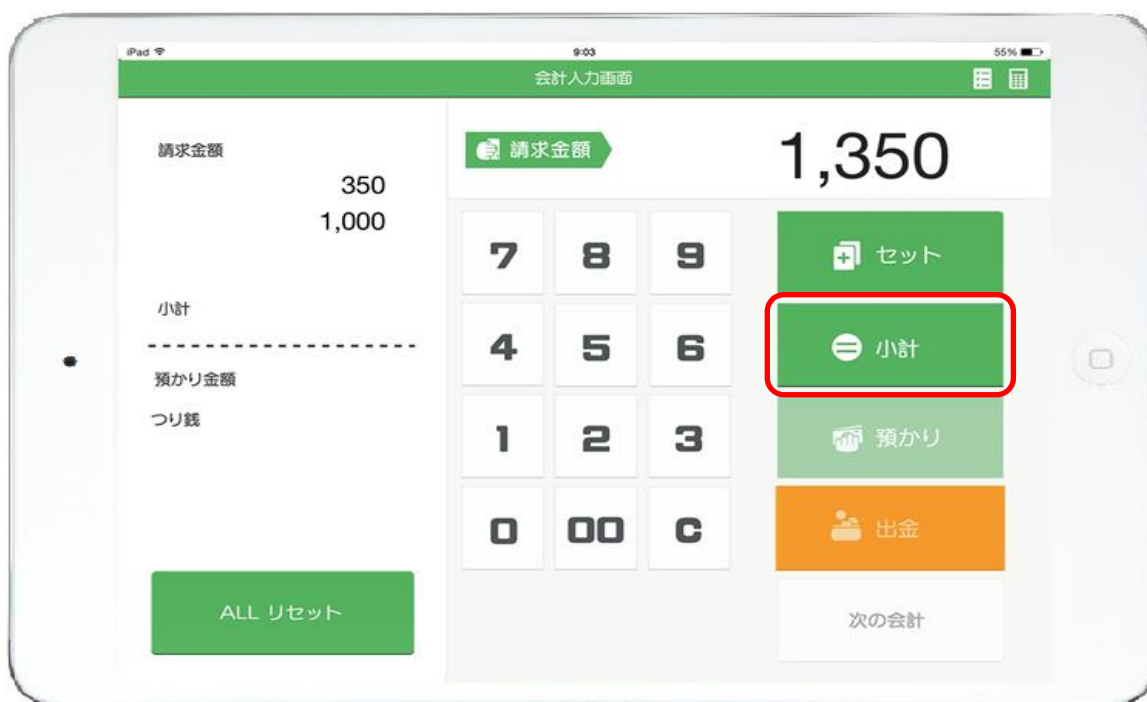 iPad 9:03 55%
会計入力画面
請求金額
350
1,000
小計
預かり金額
つり銭
ALL リセット
請求金額 1,350
7 8 9 セット
4 5 6 小計
1 2 3 預かり
0 00 C 出金
次の会計